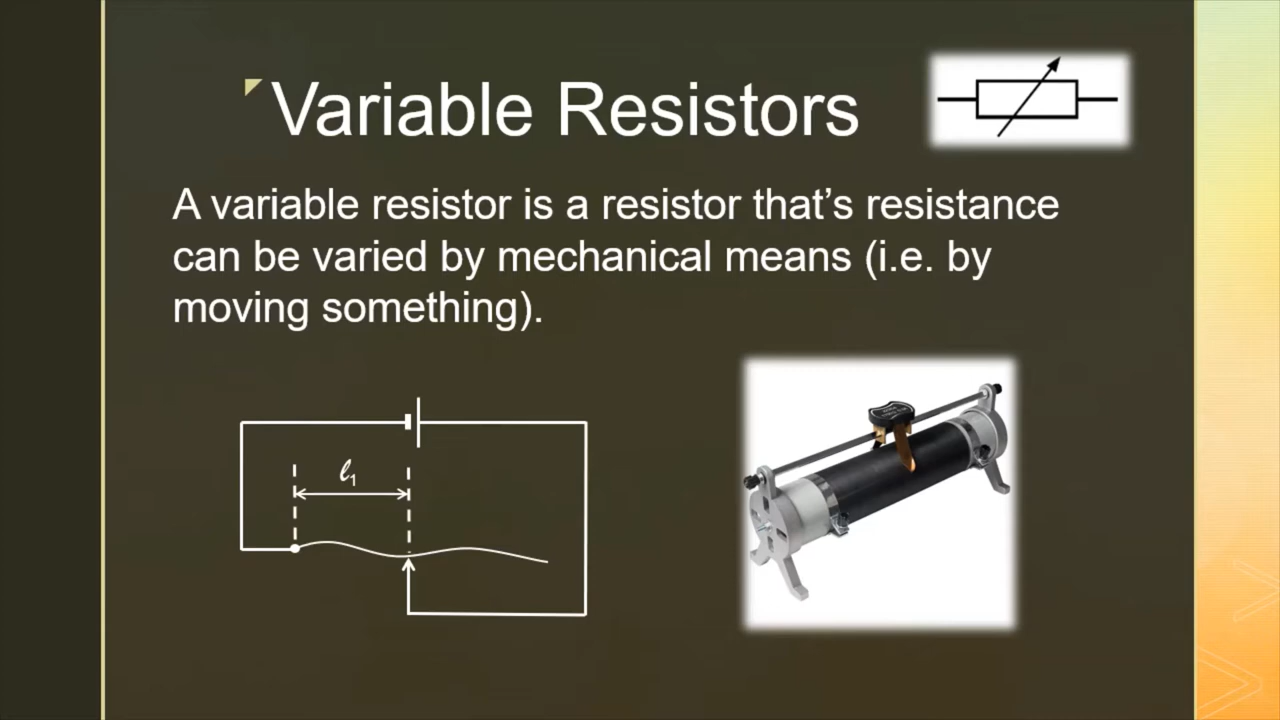 Variable Resistors
A variable resistor is a resistor that’s resistance
can be varied by mechanical means (i.e. by
moving something).
ℓ₁